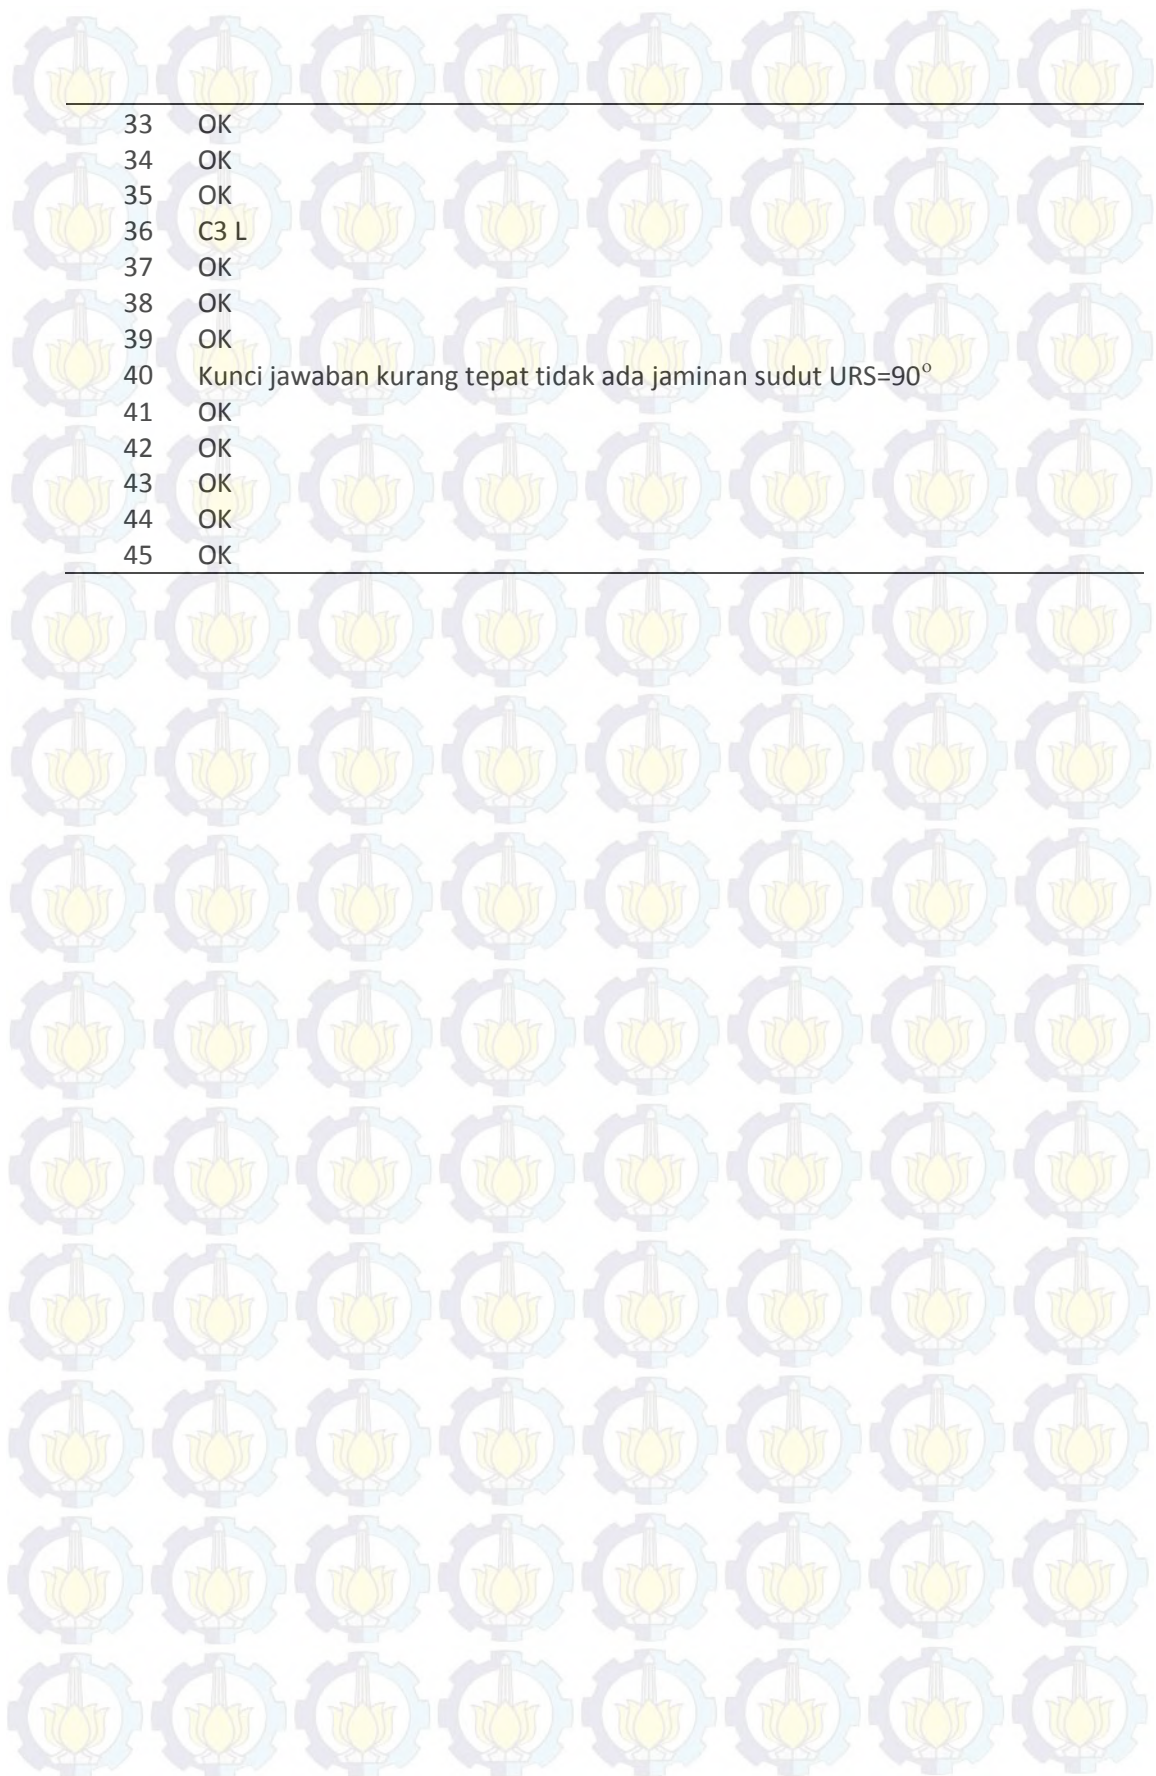 33 OK
34 OK
35 OK
36 C3 L
37 OK
38 OK
39 OK
40 Kunci jawaban kurang tepat tidak ada jaminan sudut URS=90°
41 OK
42 OK
43 OK
44 OK
45 OK